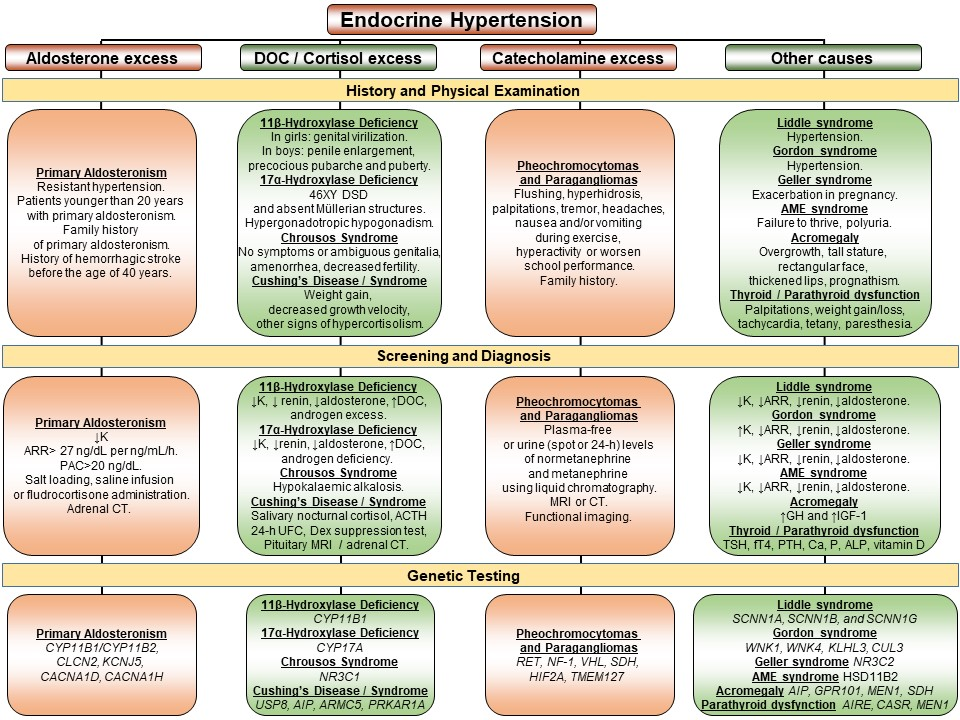 Endocrine Hypertension
Aldosterone excess
DOC / Cortisol excess
Catecholamine excess
Other causes
History and Physical Examination
Primary Aldosteronism
Resistant hypertension.
Patients younger than 20 years
with primary aldosteronism.
Family history
of primary aldosteronism.
History of hemorrhagic stroke
before the age of 40 years.
11β-Hydroxylase Deficiency
In girls: genital virilization.
In boys: penile enlargement,
precocious pubarche and puberty.
17α-Hydroxylase Deficiency
46XY DSD
and absent Müllerian structures.
Hypergonadotropic hypogonadism.
Chrousos Syndrome
No symptoms or ambiguous genitalia,
amenorrhea, decreased fertility.
Cushing's Disease / Syndrome
Weight gain,
decreased growth velocity,
other signs of hypercortisolism.
Pheochromocytomas
and Paragangliomas
Flushing, hyperhidrosis,
palpitations, tremor, headaches,
nausea and/or vomiting
during exercise,
hyperactivity or worsen
school performance.
Family history.
Liddle syndrome
Hypertension.
Gordon syndrome
Hypertension.
Geller syndrome
Exacerbation in pregnancy.
AME syndrome
Failure to thrive, polyuria.
Acromegaly
Overgrowth, tall stature,
rectangular face,
thickened lips, prognathism.
Thyroid / Parathyroid dysfunction
Palpitations, weight gain/loss,
tachycardia, tetany, paresthesia.
Screening and Diagnosis
Primary Aldosteronism
↓K
ARR> 27 ng/dL per ng/mL/h.
PAC>20 ng/dL.
Salt loading, saline infusion
or fludrocortisone administration.
Adrenal CT.
11β-Hydroxylase Deficiency
↓K, ↓ renin, ↓aldosterone, ↑DOC,
androgen excess.
17α-Hydroxylase Deficiency
↓K, ↓renin, ↓aldosterone, ↑DOC,
androgen deficiency.
Chrousos Syndrome
Hypokalaemic alkalosis.
Cushing's Disease / Syndrome
Salivary nocturnal cortisol, ACTH
24-h UFC, Dex suppression test,
Pituitary MRI / adrenal CT.
Pheochromocytomas
and Paragangliomas
Plasma-free
or urine (spot or 24-h) levels
of normetanephrine
and metanephrine
using liquid chromatography.
MRI or CT.
Functional imaging.
Liddle syndrome
↓K, ↓ARR, ↓renin, ↓aldosterone.
Gordon syndrome
↑K, ↓ARR, ↓renin, ↓aldosterone.
Geller syndrome
↓K, ↓ARR, ↓renin, ↓aldosterone.
AME syndrome
↓K, ↓ARR, ↓renin, ↓aldosterone.
Acromegaly
↑GH and ↑IGF-1
Thyroid / Parathyroid dysfunction
TSH, fT4, PTH, Ca, P, ALP, vitamin D
Genetic Testing
Primary Aldosteronism
CYP11B1/CYP11B2,
CLCN2, KCNJ5,
CACNA1D, CACNA1H
11β-Hydroxylase Deficiency
CYP11B1
17α-Hydroxylase Deficiency
CYP17A
Chrousos Syndrome
NR3C1
Cushing's Disease / Syndrome
USP8, AIP, ARMC5, PRKAR1A
Pheochromocytomas
and Paragangliomas
RET, NF-1, VHL, SDH,
HIF2A, TMEM127
Liddle syndrome
SCNN1A, SCNN1B, and SCNN1G
Gordon syndrome
WNK1, WNK4, KLHL3, CUL3
Geller syndrome NR3C2
AME syndrome HSD11B2
Acromegaly AIP, GPR101, MEN1, SDH
Parathyroid dysfynction AIRE, CASR, MEN1